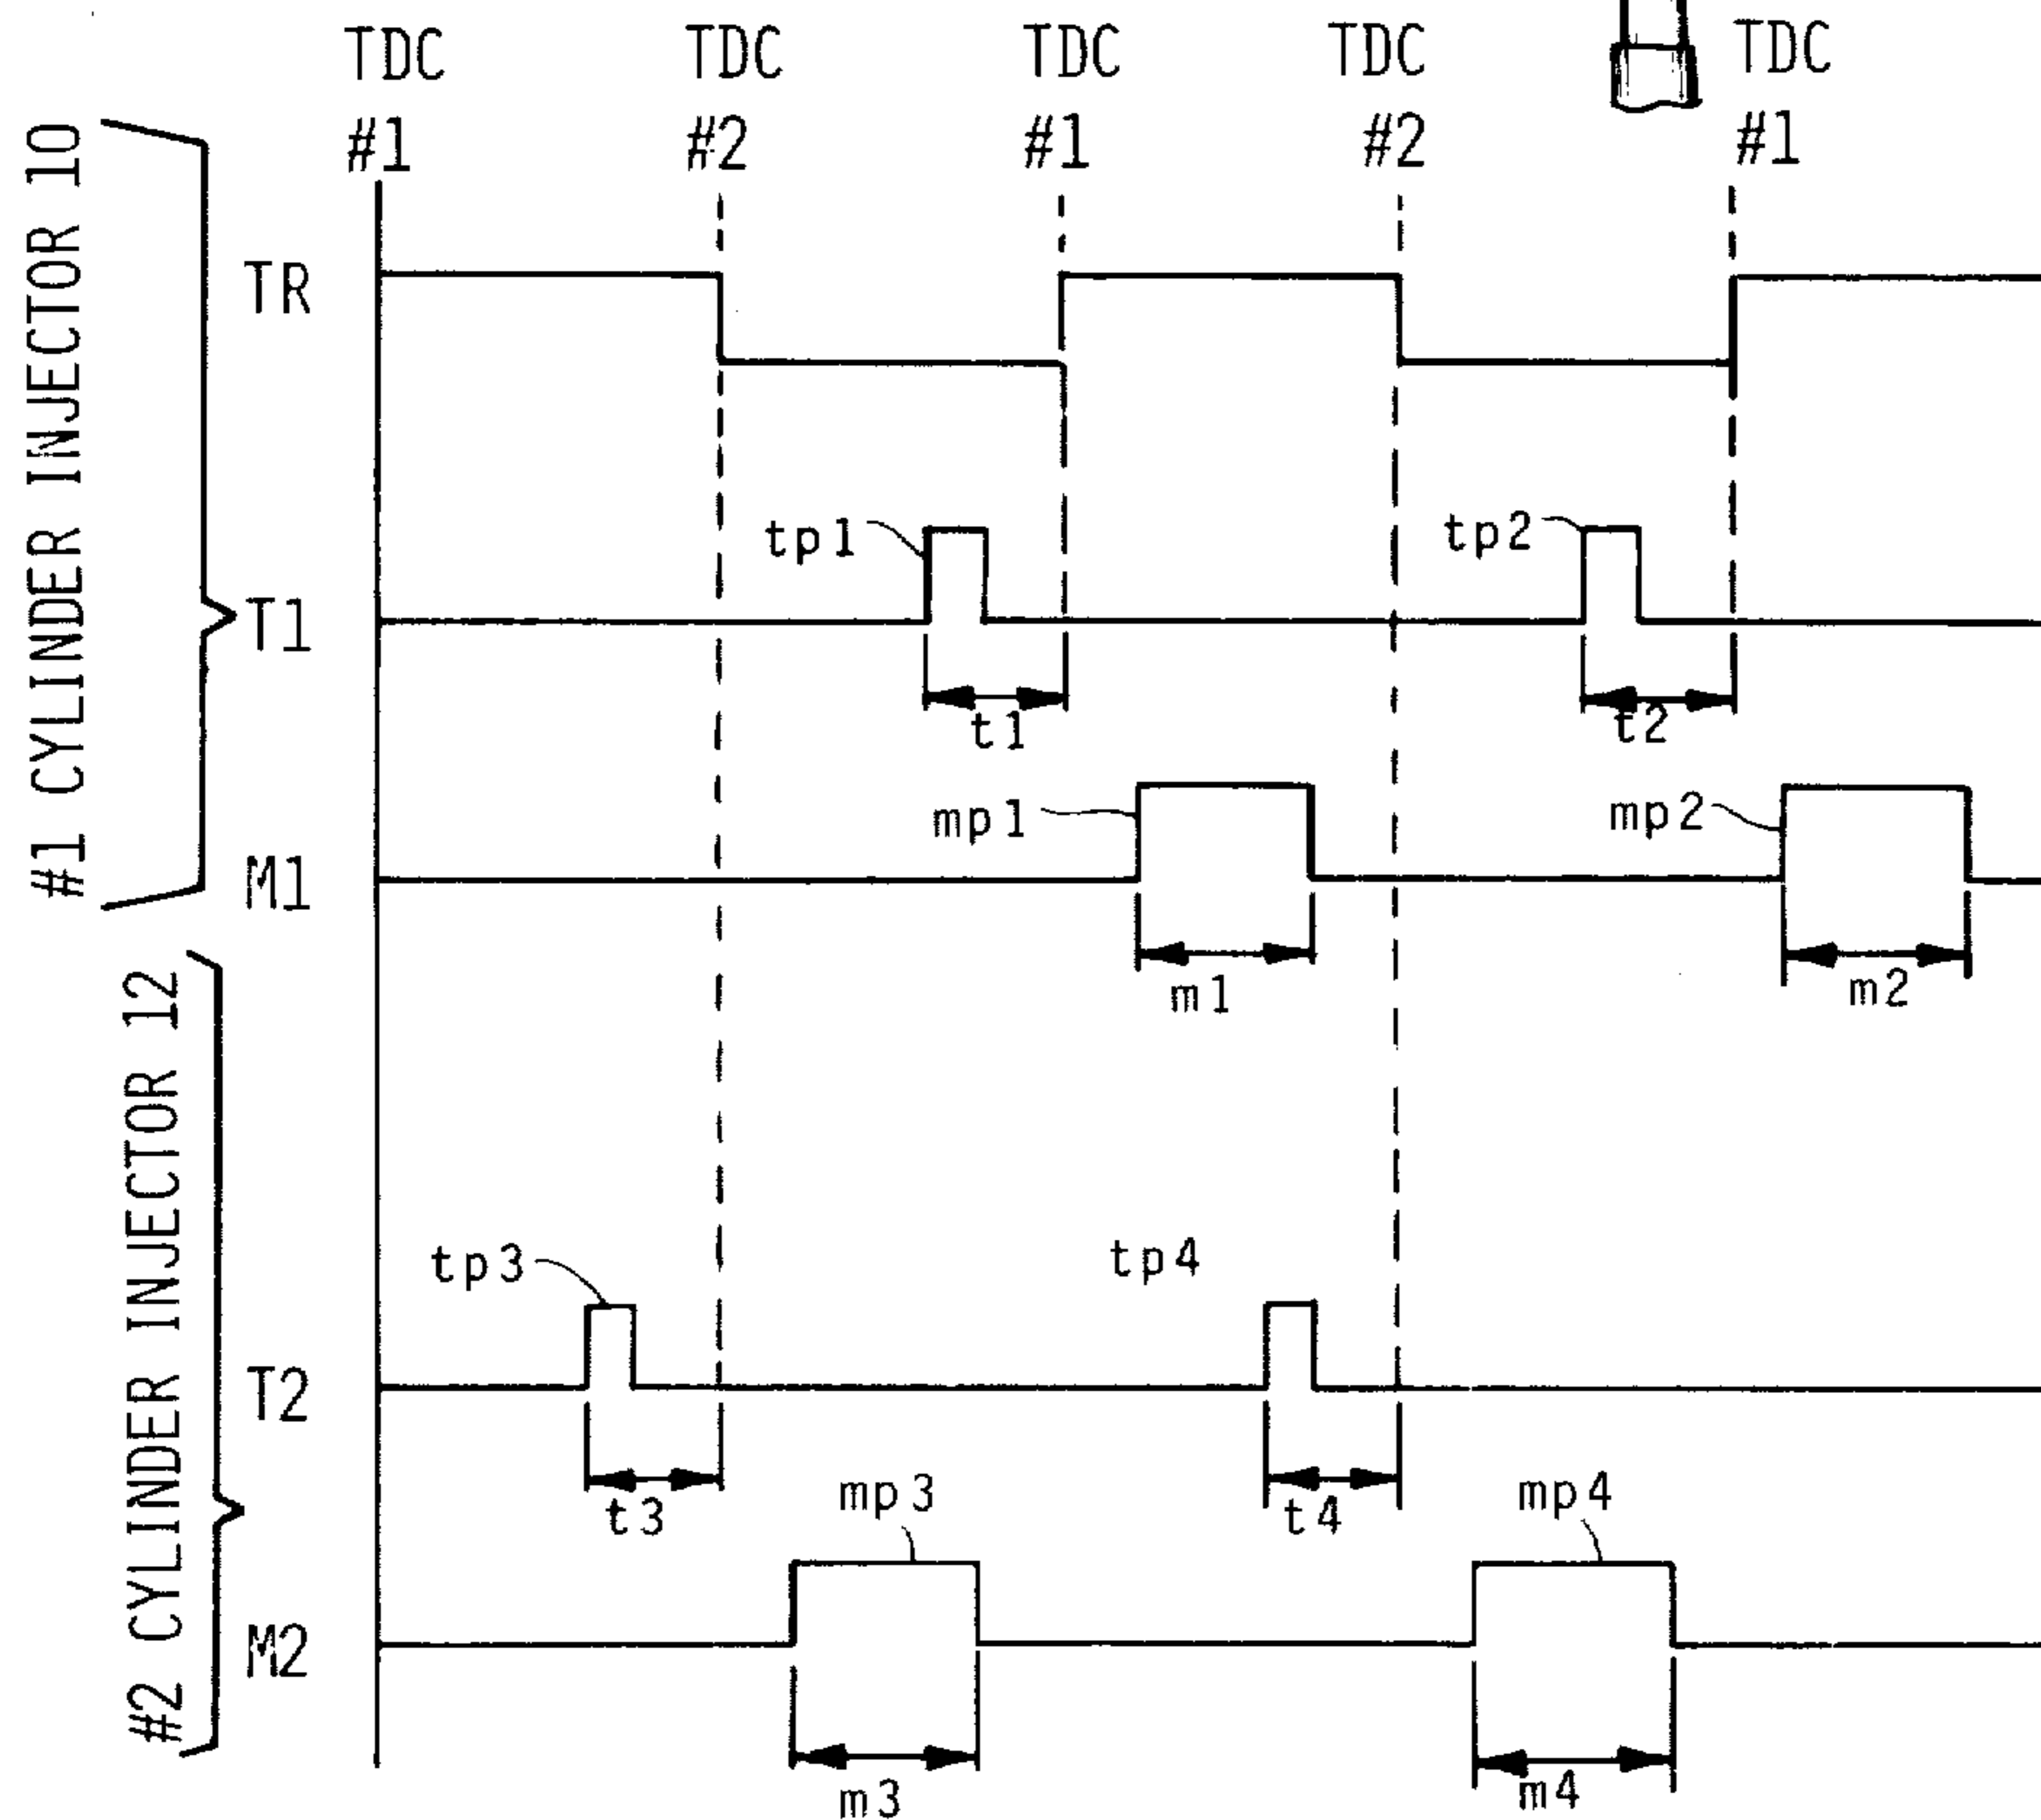 TDC TDC TDC TDC TDC
#1 #2 #1 #2 #1
#1 CYLINDER INJECTOR 10
TR
tp1 tp2
T1
t1 t2
mp1 mp2
M1
m1 m2
#2 CYLINDER INJECTOR 12
tp3 tp4
T2
t3 t4
mp3 mp4
M2
m3 m4